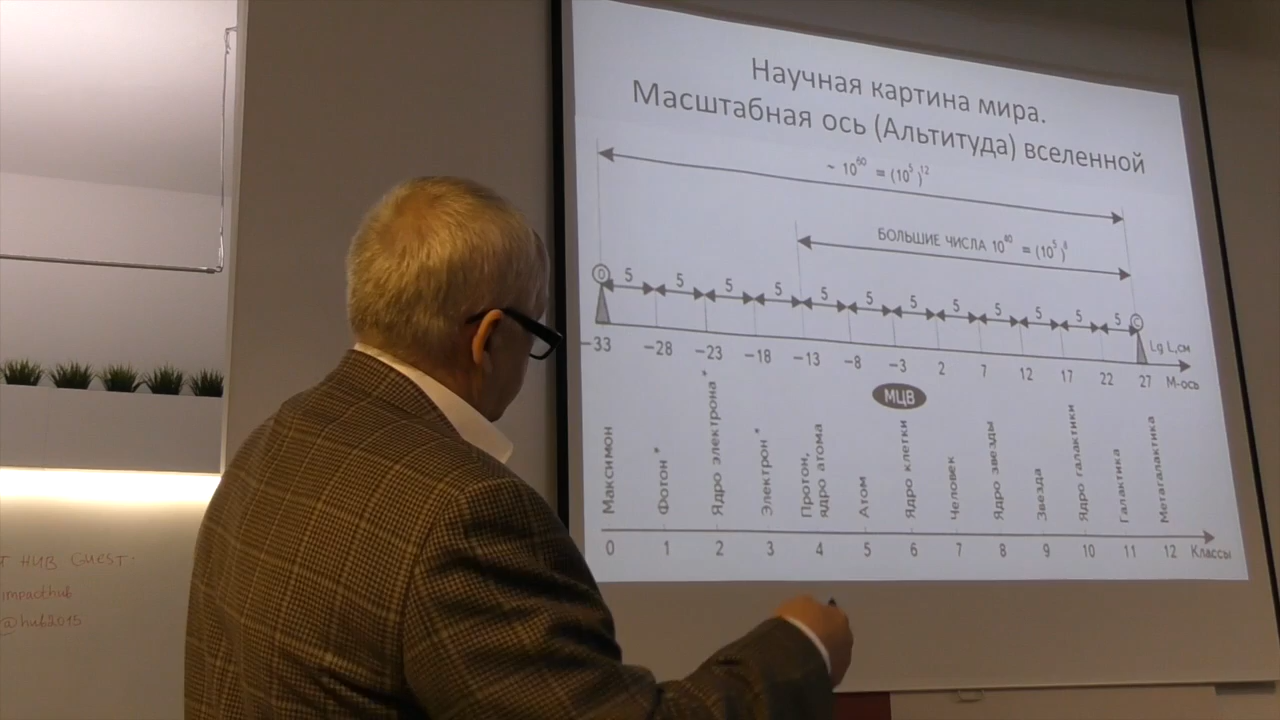 Научная картина мира.
Масштабная ось (Альтитуда) вселенной
~ 10⁶⁰ = (10⁵)¹²
БОЛЬШИЕ ЧИСЛА 10⁴⁰ = (10⁵)⁸
5 5 5 5 5 5 5 5 5 5 5 5
−33 −28 −23 −18 −13 −8 −3 2 7 12 17 22 27
Lg L,см
М-ось
МЦВ
Максимон
Фотон *
Ядро электрона *
Электрон *
Протон,
ядро атома
Атом
Ядро клетки
Человек
Ядро звезды
Звезда
Ядро галактики
Галактика
Метагалактика
0 1 2 3 4 5 6 7 8 9 10 11 12 Классы
T HUB GUEST.
impacthub
@hub2015